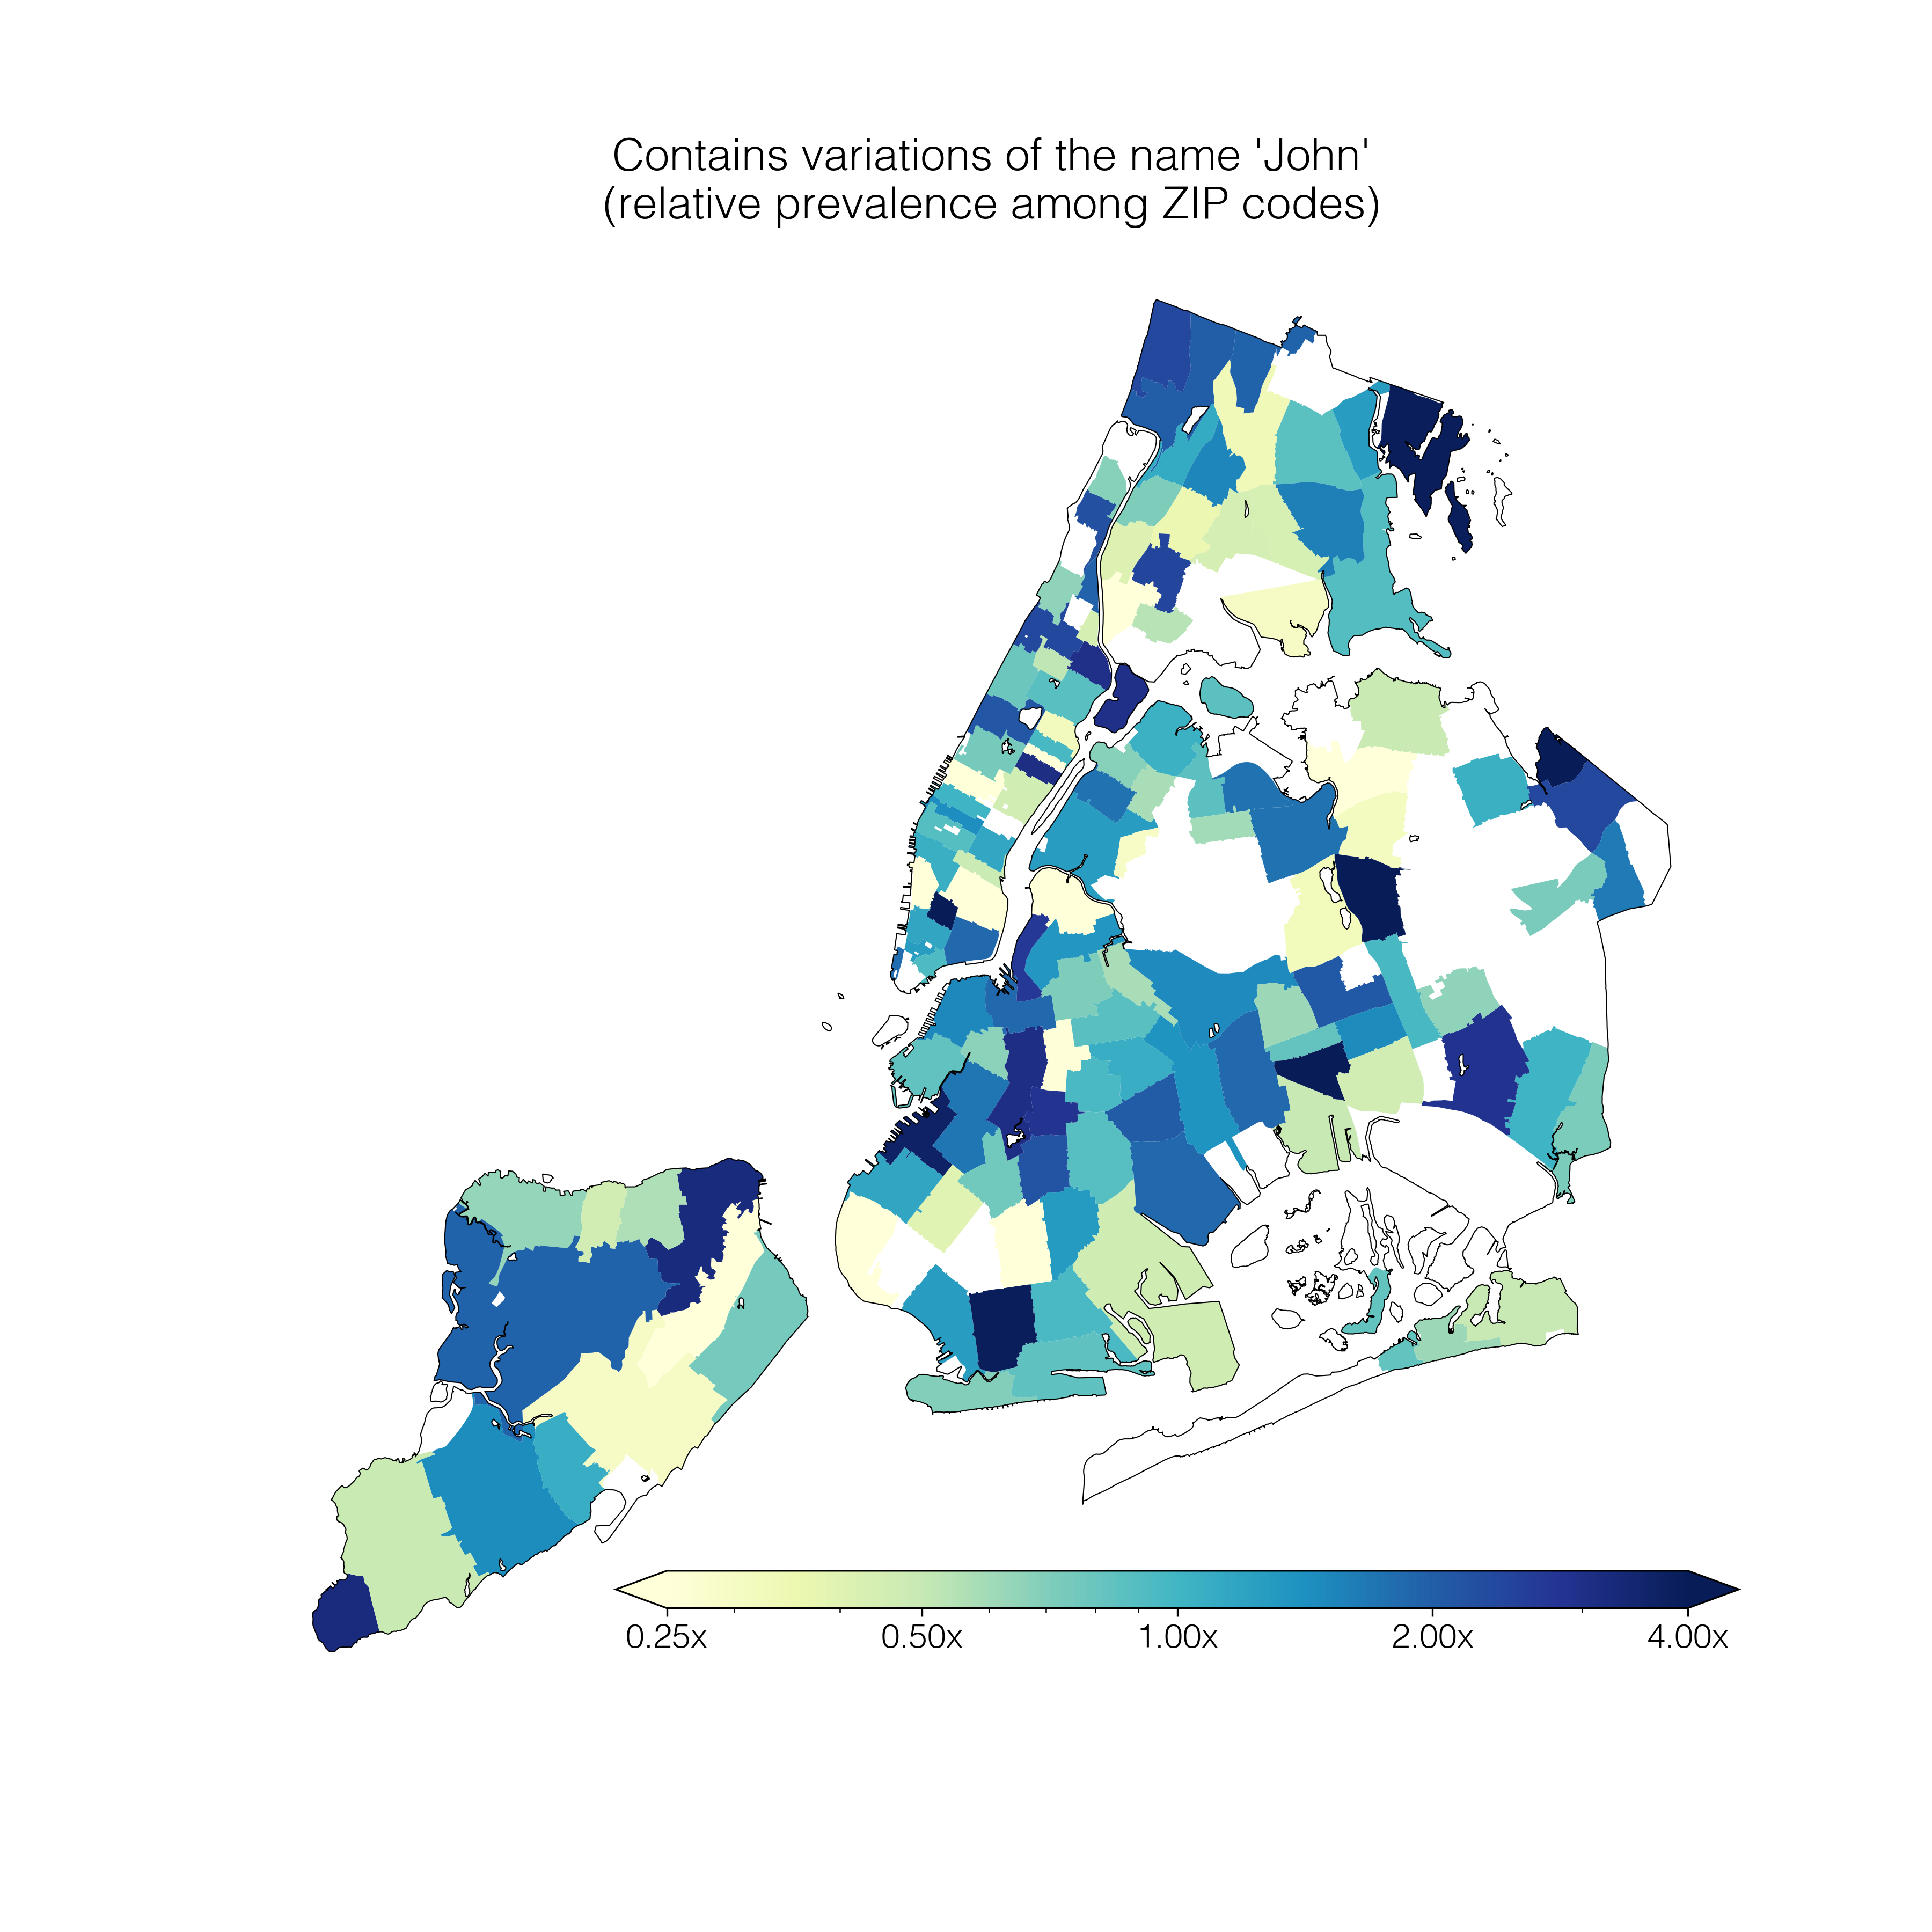 Contains variations of the name 'John'
(relative prevalence among ZIP codes)
0.25x 0.50x 1.00x 2.00x 4.00x